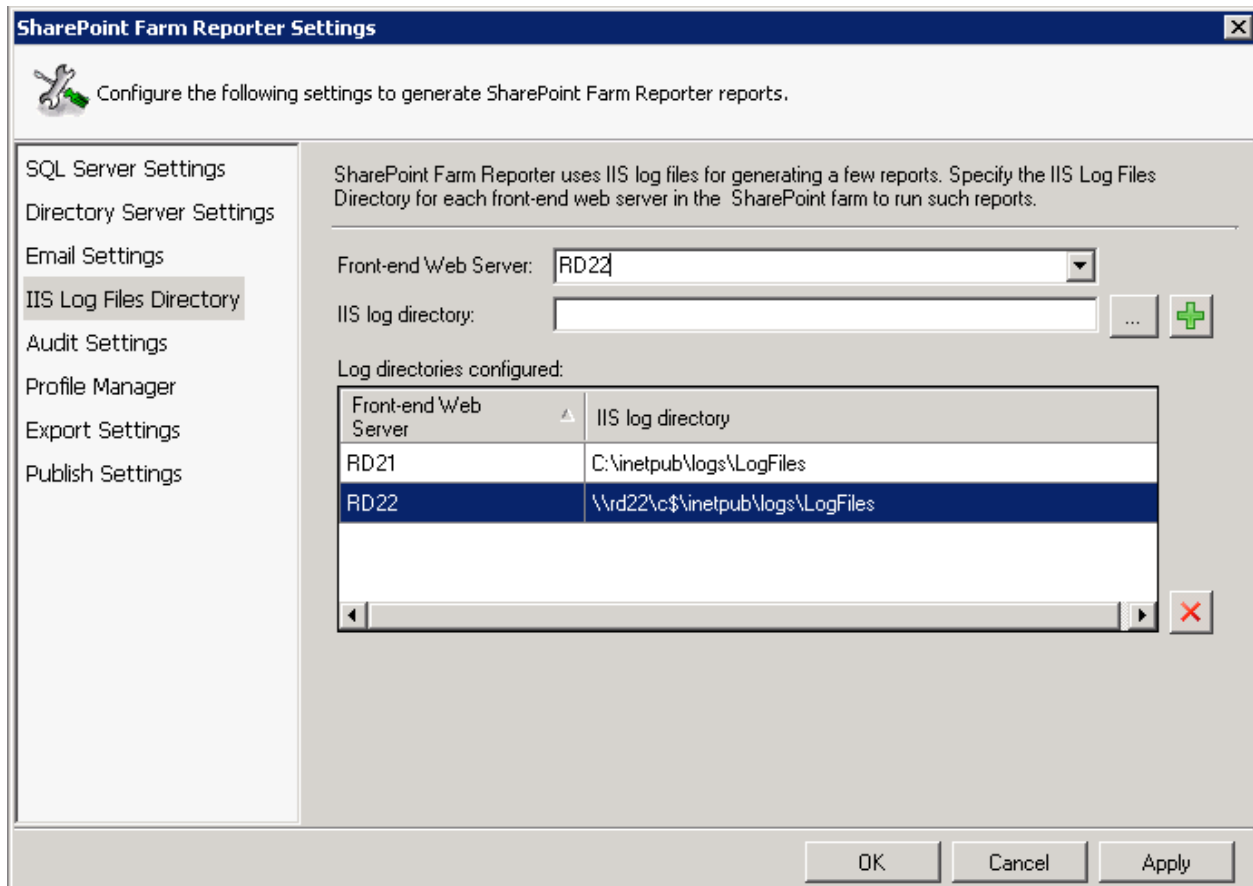 SharePoint Farm Reporter Settings
Configure the following settings to generate SharePoint Farm Reporter reports.
SQL Server Settings
Directory Server Settings
Email Settings
IIS Log Files Directory
Audit Settings
Profile Manager
Export Settings
Publish Settings
SharePoint Farm Reporter uses IIS log files for generating a few reports. Specify the IIS Log Files
Directory for each front-end web server in the SharePoint farm to run such reports.
Front-end Web Server: RD22
IIS log directory: ...
Log directories configured:
Front-end Web
Server IIS log directory
RD21 C:\inetpub\logs\LogFiles
RD22 \\rd22\c$\inetpub\logs\LogFiles
OK Cancel Apply